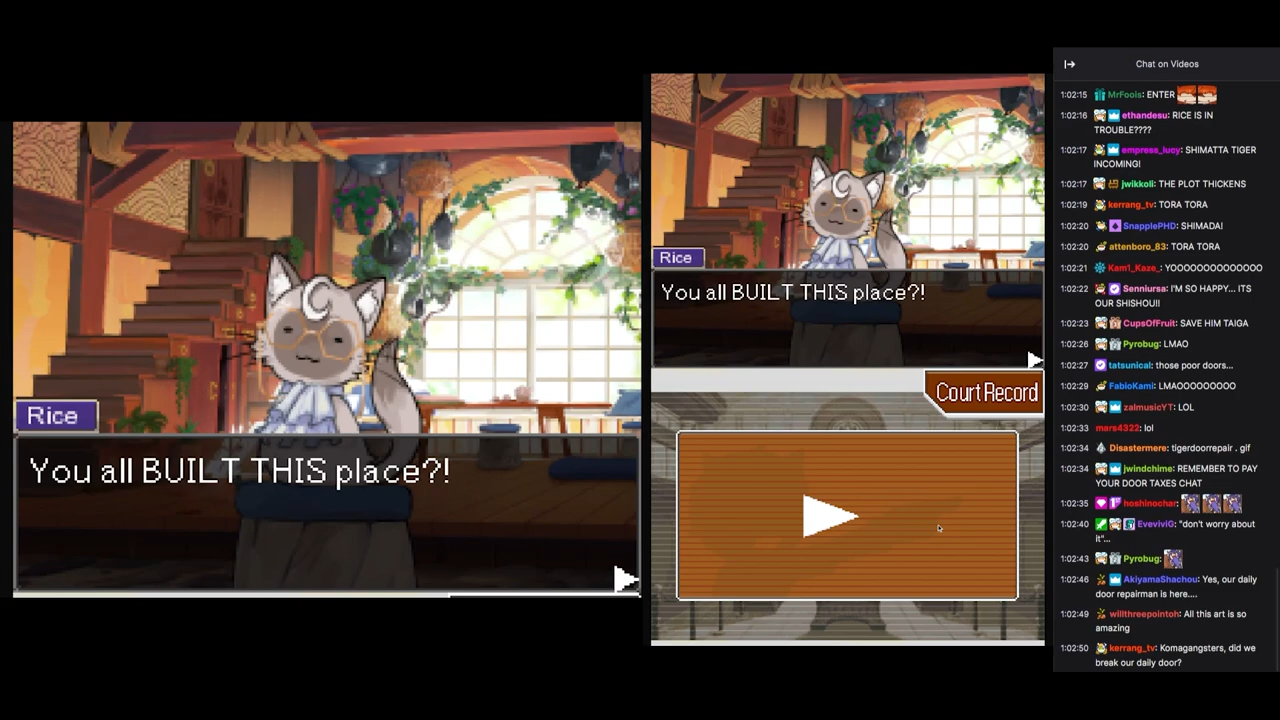 Rice
You all BUILT THIS place?!
Rice
You all BUILT THIS place?!
Court Record
Chat on Videos
1:02:15 MrFoois: ENTER
1:02:16 ethandesu: RICE IS IN
TROUBLE????
1:02:17 empress_lucy: SHIMATTA TIGER
INCOMING!
1:02:17 jwikkoli: THE PLOT THICKENS
1:02:19 kerrang_tv: TORA TORA
1:02:20 SnapplePHD: SHIMADA!
1:02:20 attenboro_83: TORA TORA
1:02:21 Kam1_Kaze_: YOOOOOOOOOOOOOO
1:02:22 Senniursa: I'M SO HAPPY... ITS
OUR SHISHOU!!
1:02:23 CupsOfFruit: SAVE HIM TAIGA
1:02:26 Pyrobug: LMAO
1:02:27 tatsunical: those poor doors...
1:02:29 FabloKami: LMAOOOOOOOOO
1:02:30 zalmusicYT: LOL
1:02:33 mars4322: lol
1:02:34 Disastermere: tigerdoorrepair . gif
1:02:34 jwindchime: REMEMBER TO PAY
YOUR DOOR TAXES CHAT
1:02:35 hoshinochar:
1:02:40 EveviviG: "don't worry about
it"...
1:02:43 Pyrobug:
1:02:46 AkiyamaShachou: Yes, our daily
door repairman is here....
1:02:49 willthreepointoh: All this art is so
amazing
1:02:50 kerrang_tv: Komagangsters, did we
break our daily door?